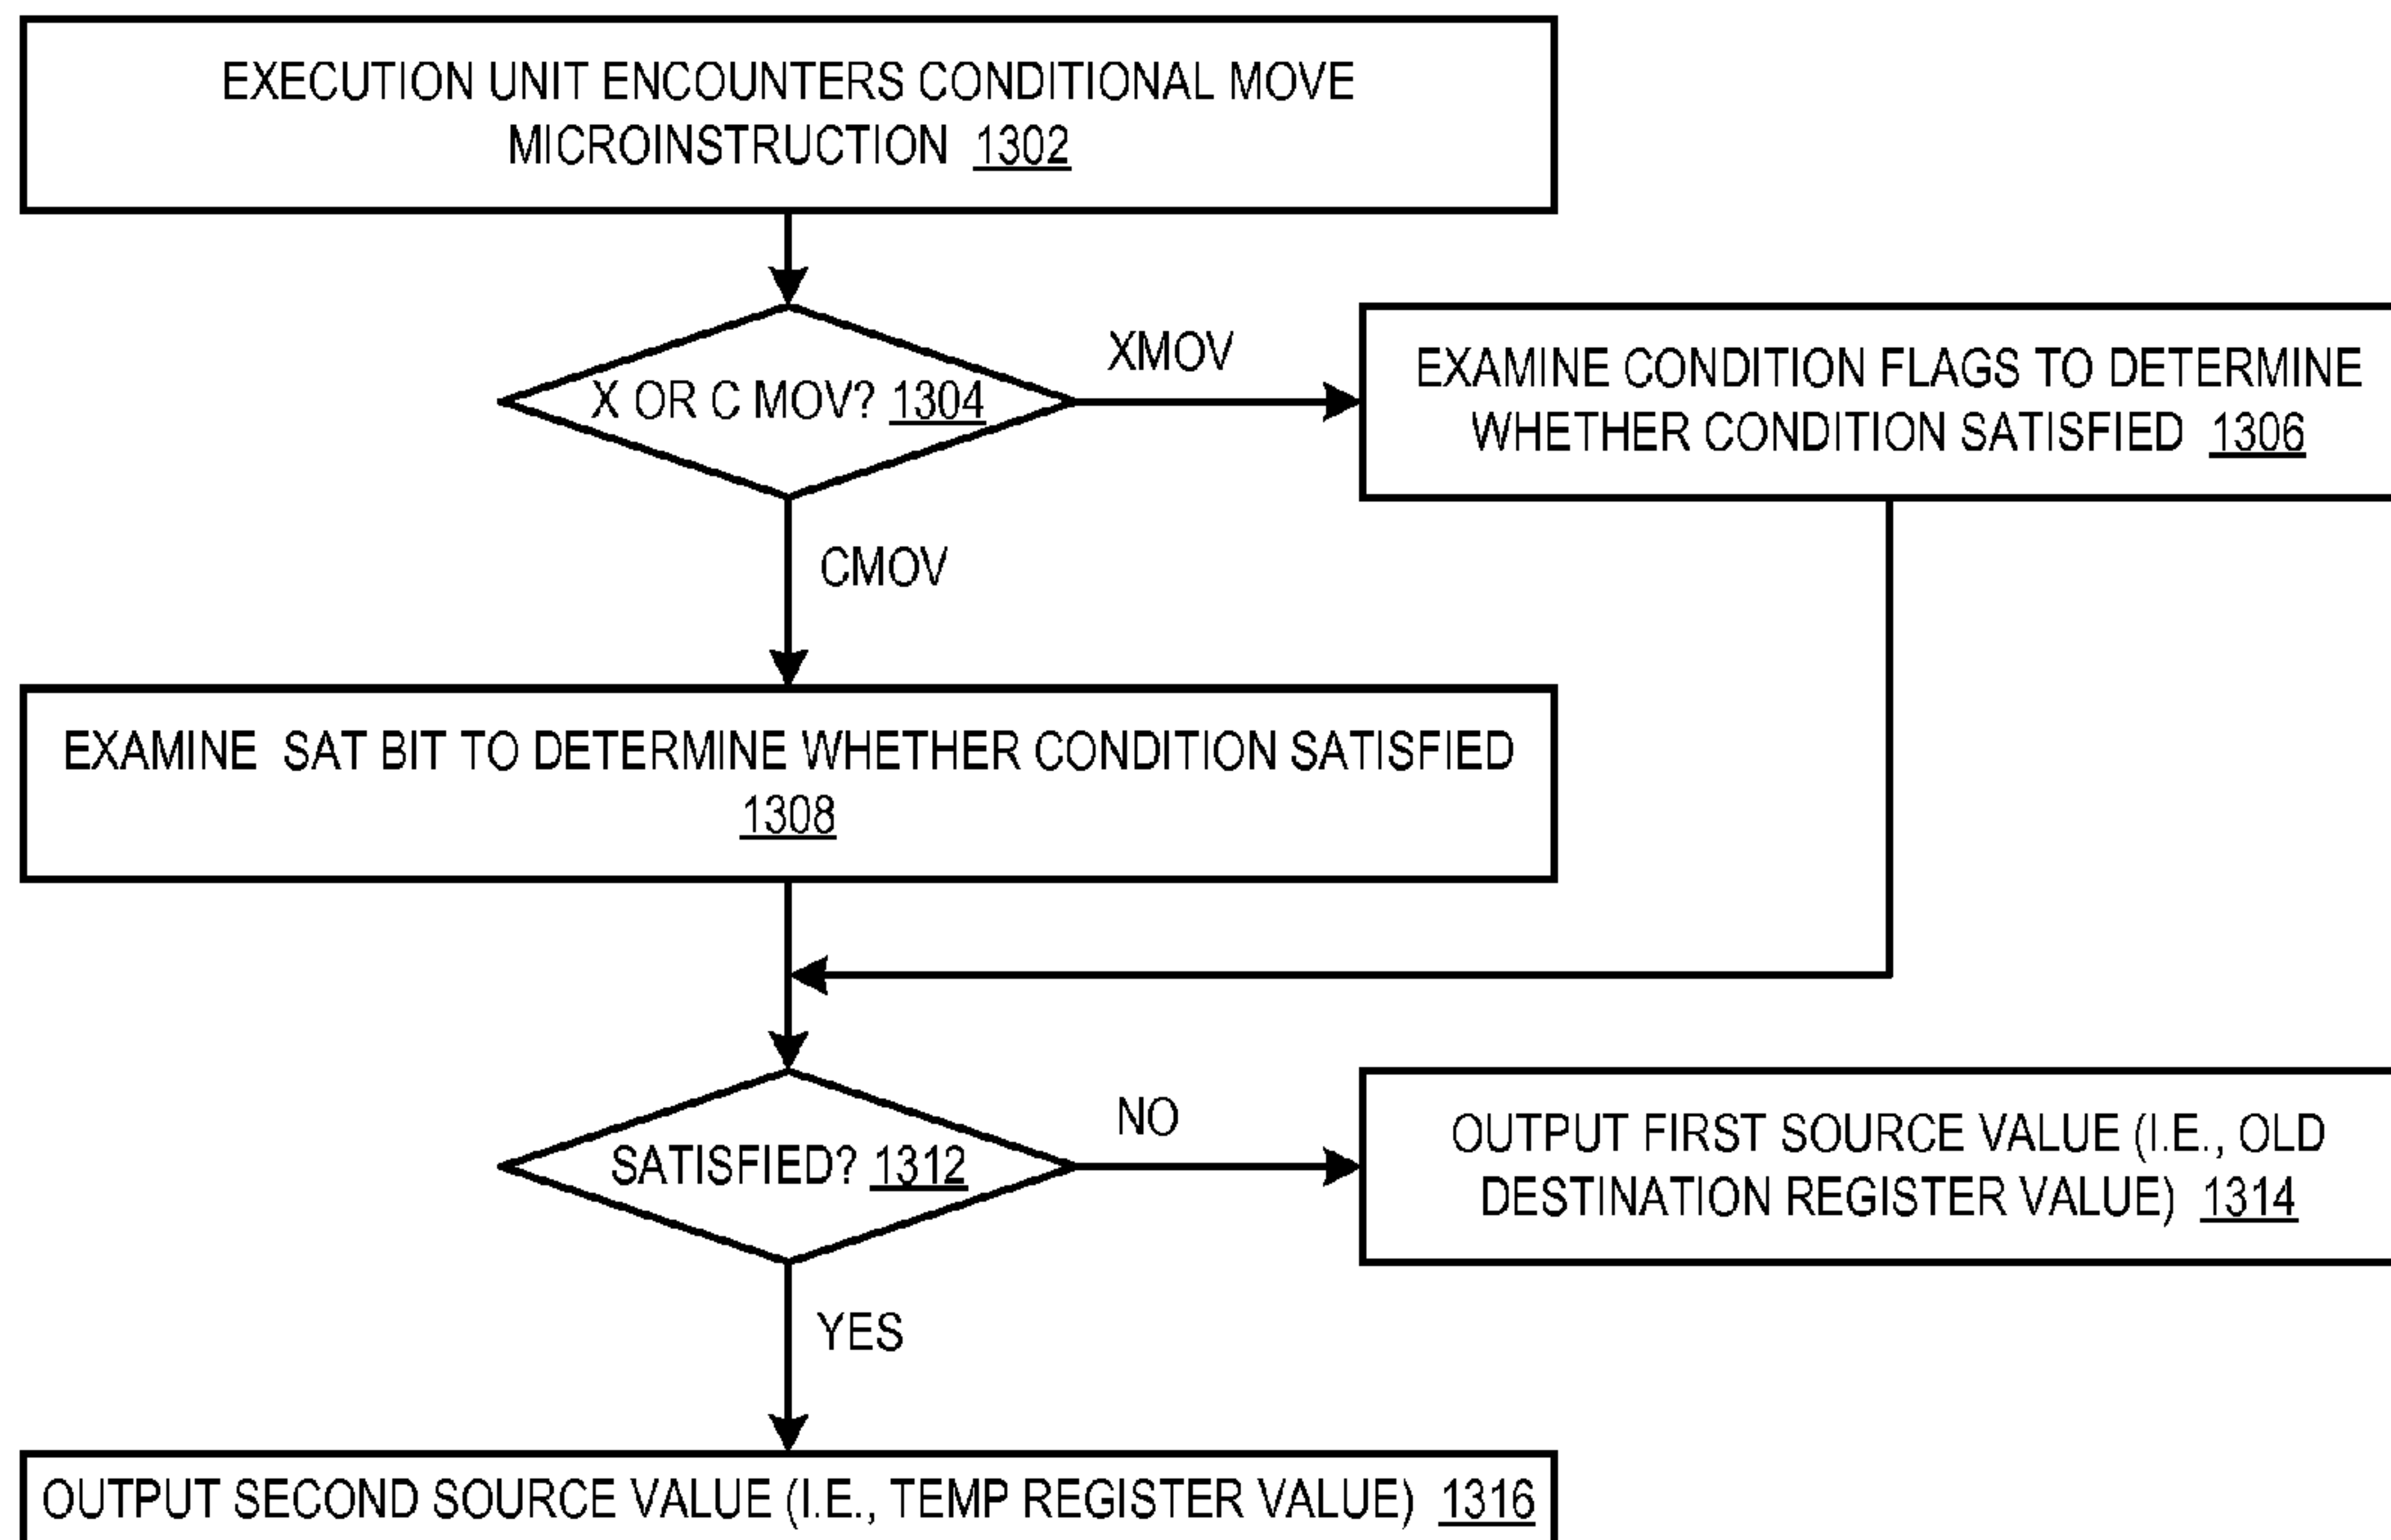 EXECUTION UNIT ENCOUNTERS CONDITIONAL MOVE
MICROINSTRUCTION 1302
X OR C MOV? 1304
XMOV
EXAMINE CONDITION FLAGS TO DETERMINE
WHETHER CONDITION SATISFIED 1306
CMOV
EXAMINE SAT BIT TO DETERMINE WHETHER CONDITION SATISFIED
1308
SATISFIED? 1312
NO
OUTPUT FIRST SOURCE VALUE (I.E., OLD
DESTINATION REGISTER VALUE) 1314
YES
OUTPUT SECOND SOURCE VALUE (I.E., TEMP REGISTER VALUE) 1316